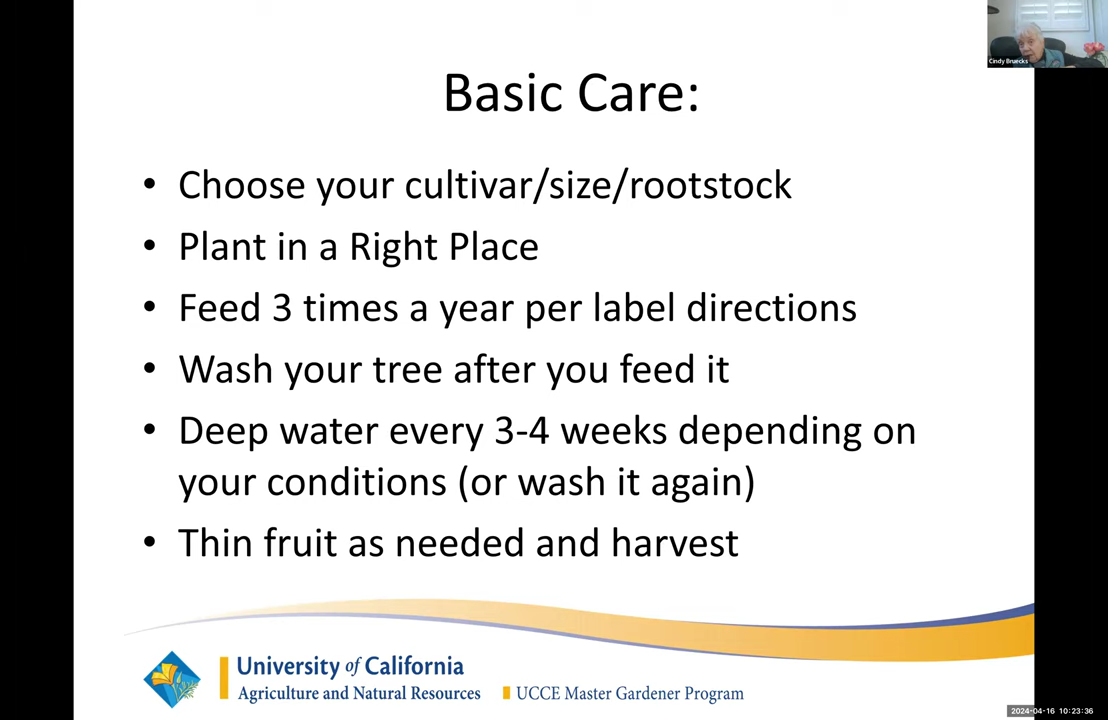 Cindy Bruecks
Basic Care:
• Choose your cultivar/size/rootstock
• Plant in a Right Place
• Feed 3 times a year per label directions
• Wash your tree after you feed it
• Deep water every 3-4 weeks depending on
your conditions (or wash it again)
• Thin fruit as needed and harvest
University of California
Agriculture and Natural Resources
UCCE Master Gardener Program
2024-04-16 10:23:36